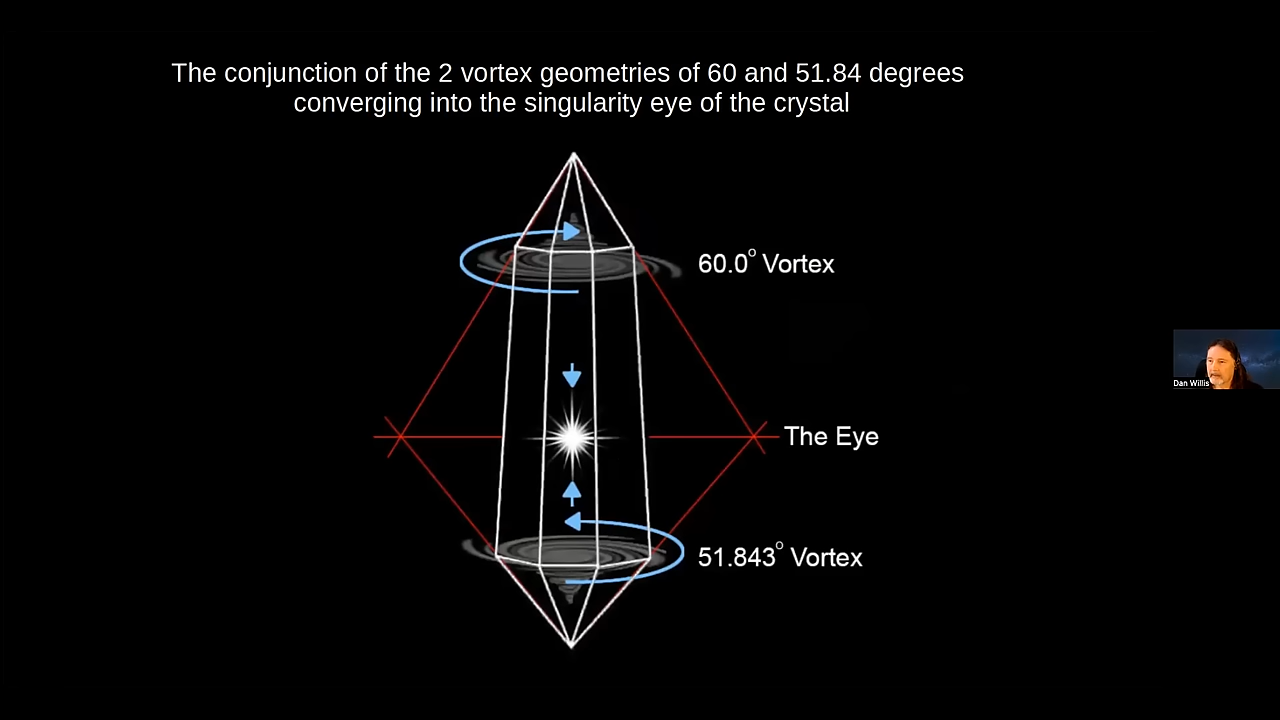 The conjunction of the 2 vortex geometries of 60 and 51.84 degrees
converging into the singularity eye of the crystal
60.0° Vortex
Dan Willis
The Eye
51.843° Vortex